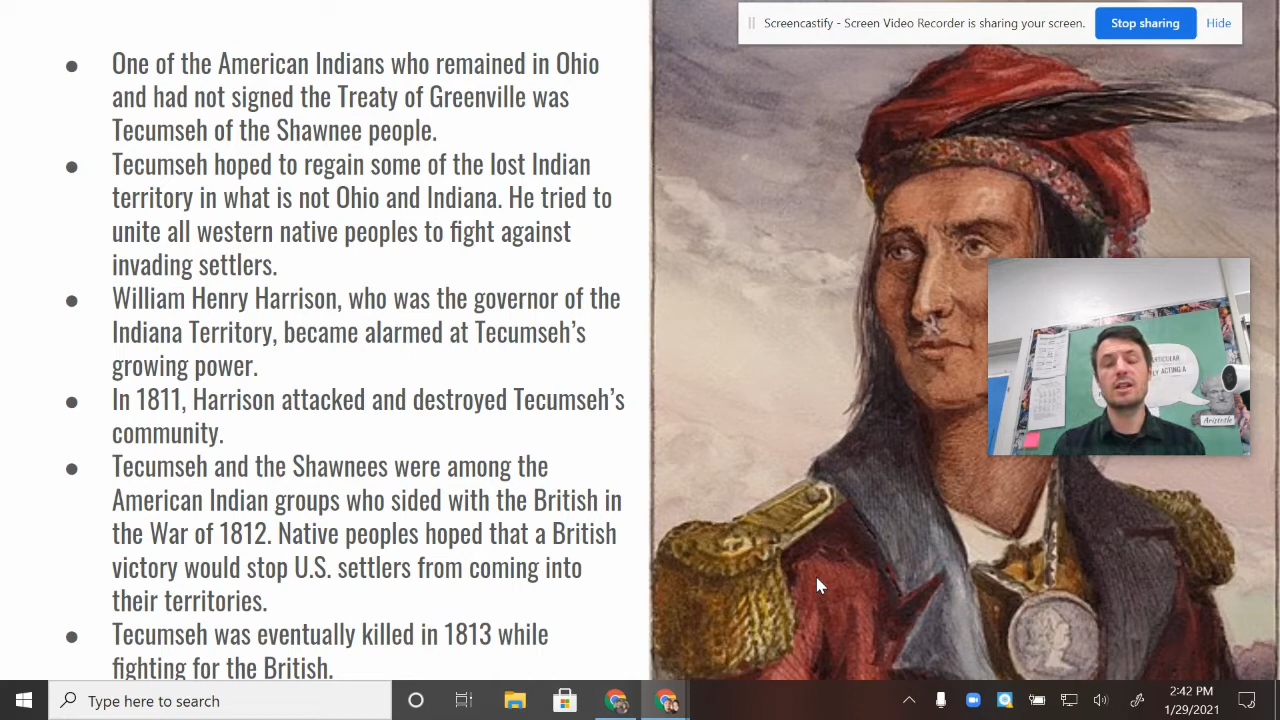 Screencastify - Screen Video Recorder is sharing your screen. Stop sharing Hide
● One of the American Indians who remained in Ohio
and had not signed the Treaty of Greenville was
Tecumseh of the Shawnee people.
● Tecumseh hoped to regain some of the lost Indian
territory in what is not Ohio and Indiana. He tried to
unite all western native peoples to fight against
invading settlers.
● William Henry Harrison, who was the governor of the
Indiana Territory, became alarmed at Tecumseh’s
growing power.
● In 1811, Harrison attacked and destroyed Tecumseh’s
community.
● Tecumseh and the Shawnees were among the
American Indian groups who sided with the British in
the War of 1812. Native peoples hoped that a British
victory would stop U.S. settlers from coming into
their territories.
● Tecumseh was eventually killed in 1813 while
fighting for the British.
LY ACTING A
Aristotle
Type here to search
2:42 PM
1/29/2021